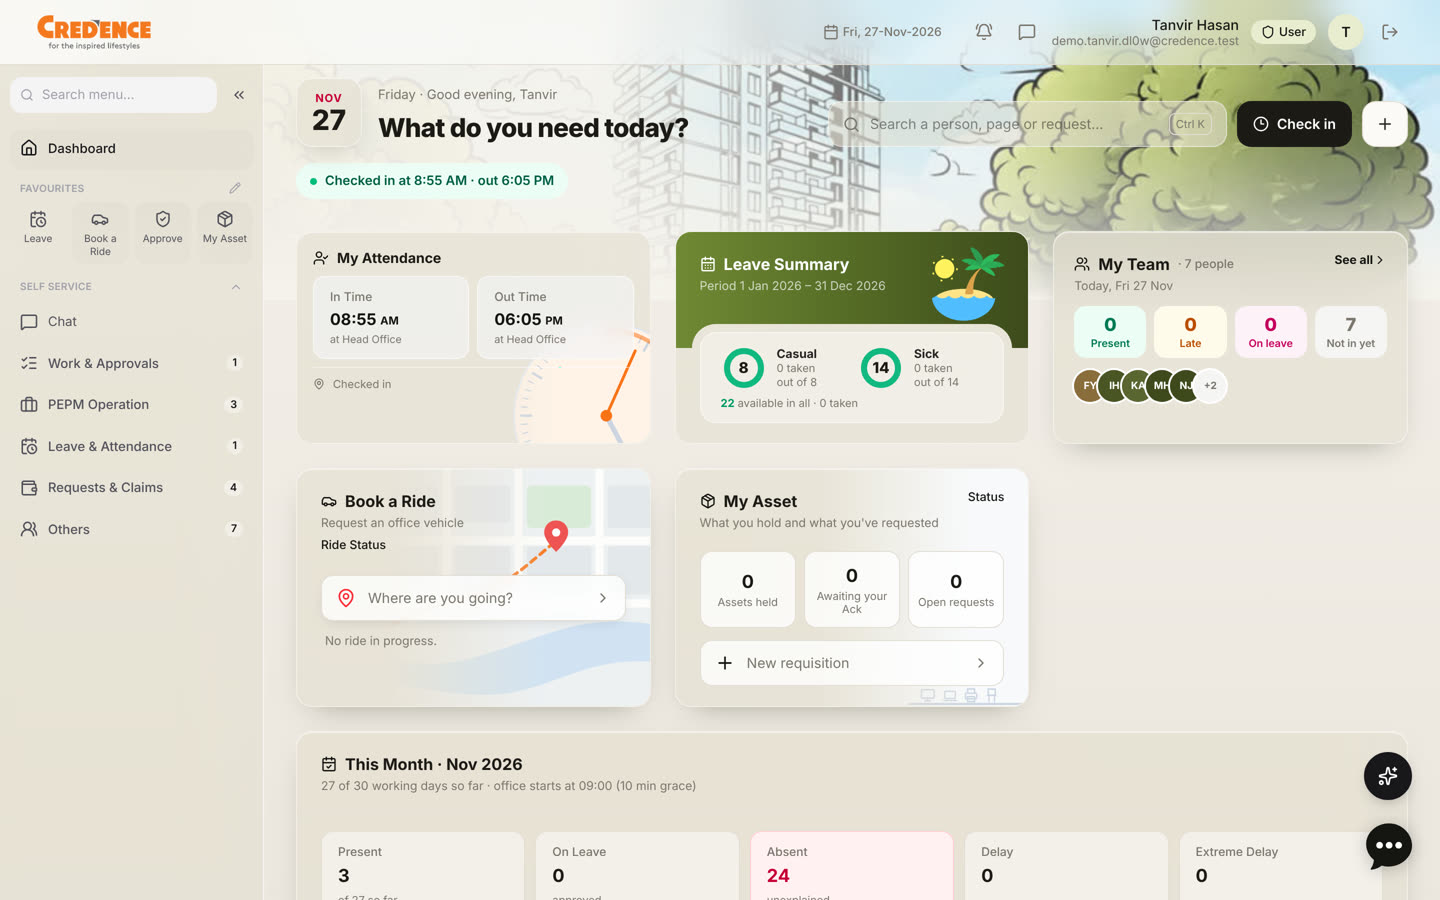 CREDENCE
for the inspired lifestyles
Fri, 27-Nov-2026
Tanvir Hasan
demo.tanvir.dl0w@credence.test
User
T
Search menu...
Dashboard
FAVOURITES
Leave
Book a Ride
Approve
My Asset
SELF SERVICE
Chat
Work & Approvals 1
PEPM Operation 3
Leave & Attendance 1
Requests & Claims 4
Others 7
NOV
27
Friday · Good evening, Tanvir
What do you need today?
Search a person, page or request...
Ctrl K
Check in
Checked in at 8:55 AM · out 6:05 PM
My Attendance
In Time
08:55 AM
at Head Office
Out Time
06:05 PM
at Head Office
Checked in
Leave Summary
Period 1 Jan 2026 – 31 Dec 2026
8
Casual
0 taken
out of 8
14
Sick
0 taken
out of 14
22 available in all · 0 taken
My Team · 7 people
See all
Today, Fri 27 Nov
0
Present
0
Late
0
On leave
7
Not in yet
FY IH KA MH NJ +2
Book a Ride
Request an office vehicle
Ride Status
Where are you going?
No ride in progress.
My Asset
Status
What you hold and what you've requested
0
Assets held
0
Awaiting your
Ack
0
Open requests
New requisition
This Month · Nov 2026
27 of 30 working days so far · office starts at 09:00 (10 min grace)
Present
3
of 27 so far
On Leave
0
approved
Absent
24
unexplained
Delay
0
Extreme Delay
0